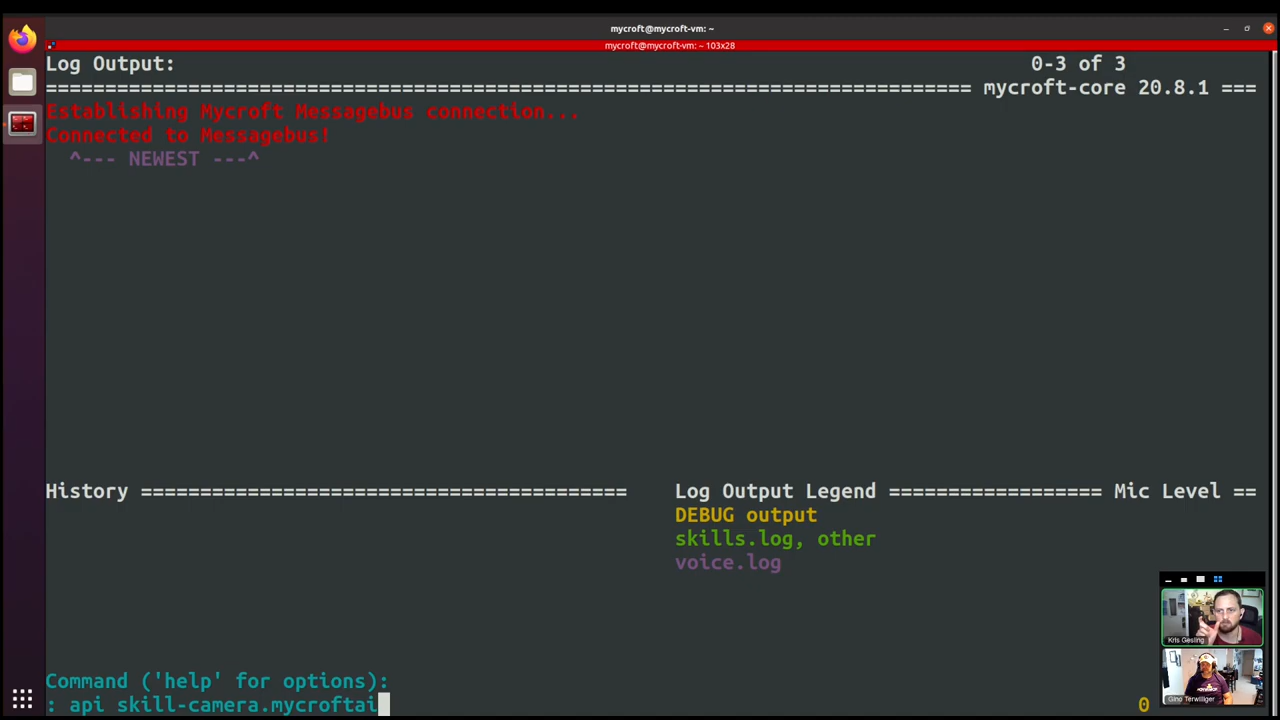 mycroft@mycroft-vm: ~
mycroft@mycroft-vm: ~ 103x28
Log Output: 0-3 of 3
============================================================================== mycroft-core 20.8.1 ===
Establishing Mycroft Messagebus connection...
Connected to Messagebus!
^--- NEWEST ---^
History =========================================
Log Output Legend ================== Mic Level ==
DEBUG output
skills.log, other
voice.log
Kris Gesling
Gino Terwilliger
Command ('help' for options):
: api skill-camera.mycroftai
0